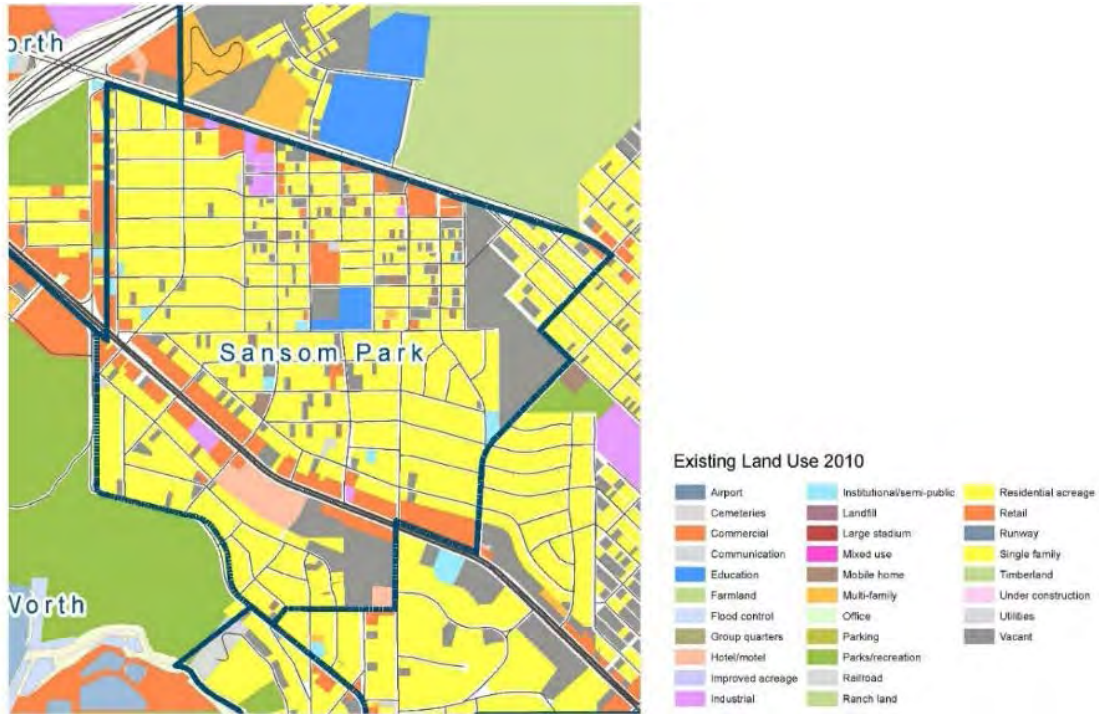 orth
Sansom Park
Worth
Existing Land Use 2010
Airport
Cemeteries
Commercial
Communication
Education
Farmland
Flood control
Group quarters
Hotel/motel
Improved acreage
Industrial
Institutional/semi-public
Landfill
Large stadium
Mixed use
Mobile home
Multi-family
Office
Parking
Parks/recreation
Railroad
Ranch land
Residential acreage
Retail
Runway
Single family
Timberland
Under construction
Utilities
Vacant